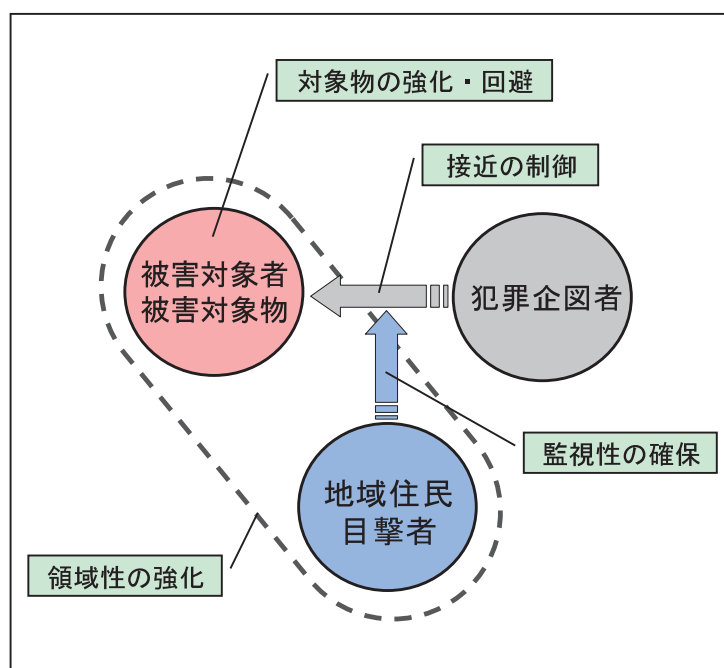 対象物の強化・回避
接近の制御
被害対象者
被害対象物
犯罪企図者
監視性の確保
地域住民
目撃者
領域性の強化